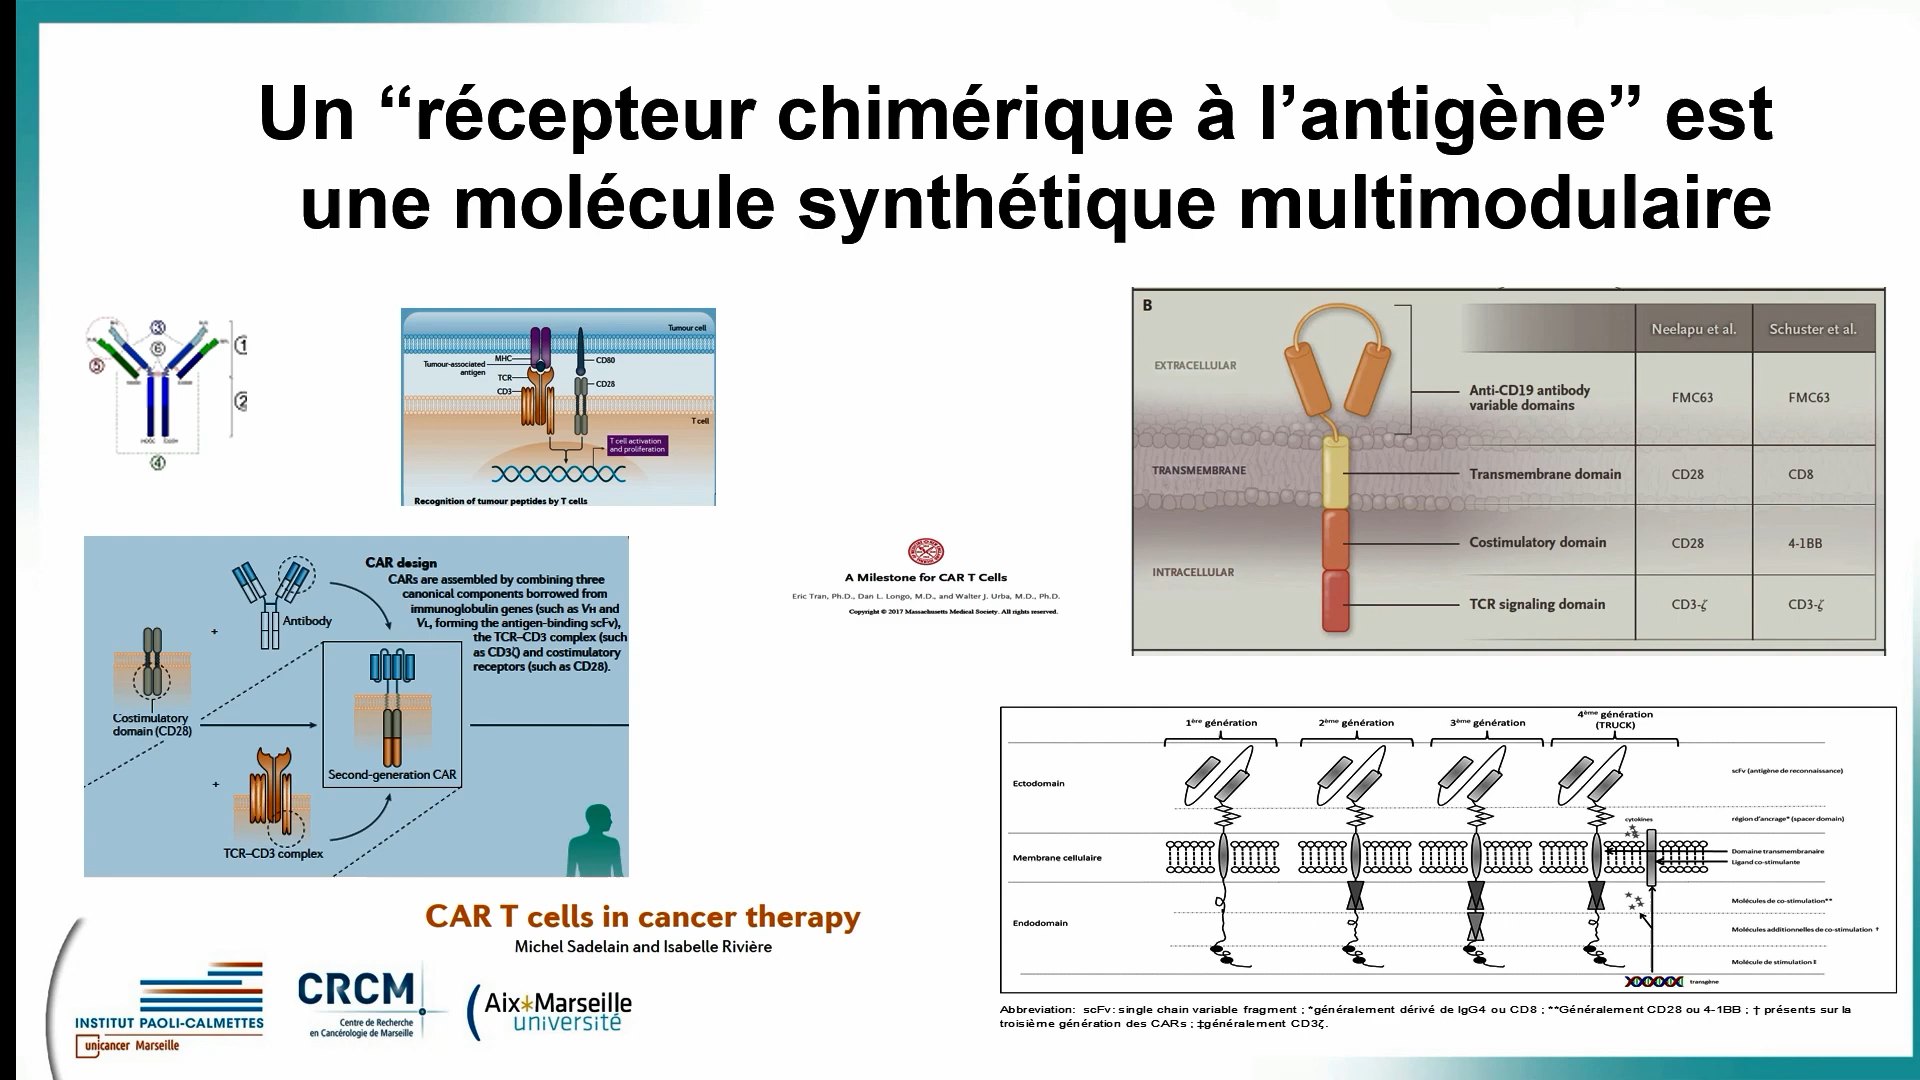 Un “récepteur chimérique à l’antigène” est
une molécule synthétique multimodulaire
①
②
③
④
⑤
⑥
Tumour cell
MHC
Tumour-associated
antigen
TCR
CD3
CD80
CD28
T cell
T cell activation
and proliferation
Recognition of tumour peptides by T cells
CAR design
CARs are assembled by combining three
canonical components borrowed from
immunoglobulin genes (such as VH and
VL, forming the antigen-binding scFv),
the TCR–CD3 complex (such
as CD3ζ) and costimulatory
receptors (such as CD28).
+
Antibody
Costimulatory
domain (CD28)
Second-generation CAR
+
TCR–CD3 complex
CAR T cells in cancer therapy
Michel Sadelain and Isabelle Rivière
A Milestone for CAR T Cells
Eric Tran, Ph.D., Dan L. Longo, M.D., and Walter J. Urba, M.D., Ph.D.
Copyright © 2017 Massachusetts Medical Society. All rights reserved.
B
Neelapu et al. Schuster et al.
EXTRACELLULAR
Anti-CD19 antibody
variable domains
FMC63 FMC63
TRANSMEMBRANE
Transmembrane domain CD28 CD8
Costimulatory domain CD28 4-1BB
INTRACELLULAR
TCR signaling domain CD3-ζ CD3-ζ
1ère génération 2ème génération 3ème génération 4ème génération
(TRUCK)
Ectodomain
scFv (antigène de reconnaissance)
région d'ancrage* (spacer domain)
cytokines
Membrane cellulaire
Domaine transmembranaire
Ligand co-stimulante
Molécules de co-stimulation**
Endodomain
Molécules additionnelles de co-stimulation †
Molécule de stimulation ‡
transgène
Abbreviation: scFv: single chain variable fragment ; *généralement dérivé de IgG4 ou CD8 ; **Généralement CD28 ou 4-1BB ; † présents sur la
troisième génération des CARs ; ‡généralement CD3ζ.
INSTITUT PAOLI-CALMETTES
unicancer Marseille
CRCM
Centre de Recherche
en Cancérologie de Marseille
Aix*Marseille
université